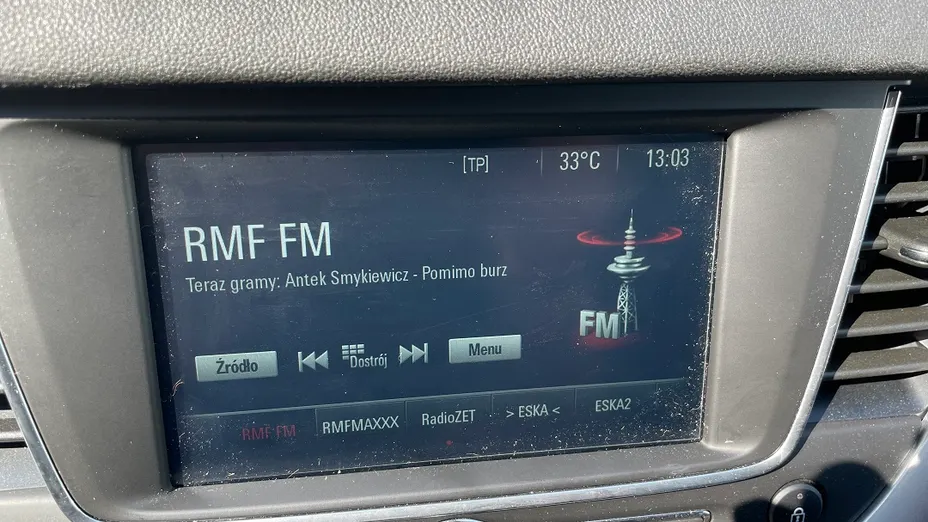 [TP] 33°C 13:03
RMF FM
Teraz gramy: Antek Smykiewicz - Pomimo burz
FM
Źródło Dostrój Menu
RMF FM RMFMAXXX RadioZET > ESKA < ESKA2